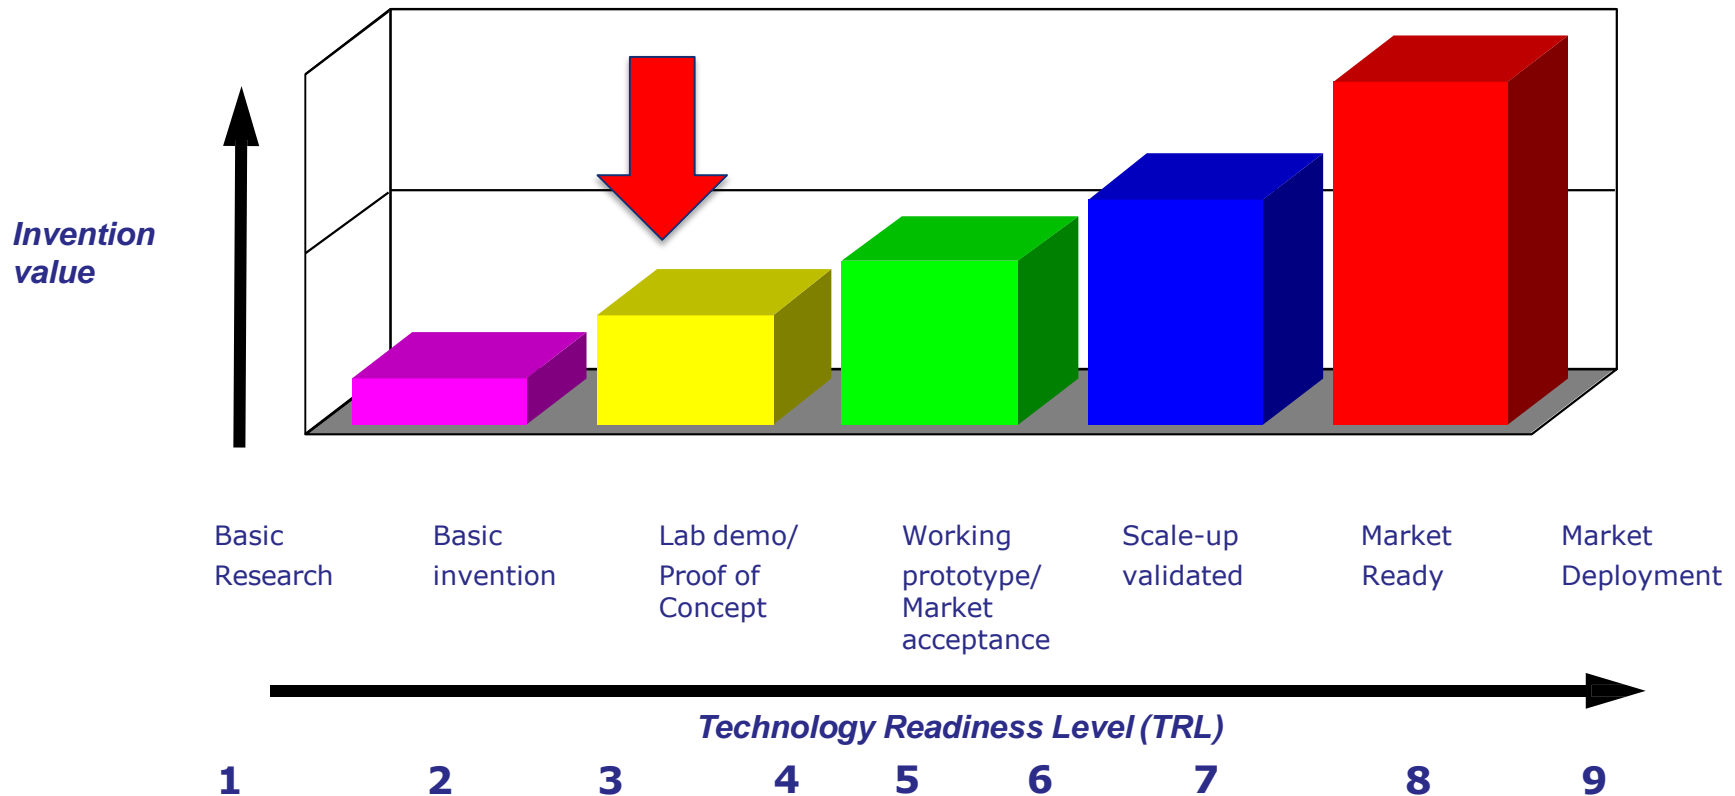 Invention
value
Basic
Research
Basic
invention
Lab demo/
Proof of
Concept
Working
prototype/
Market
acceptance
Scale-up
validated
Market
Ready
Market
Deployment
Technology Readiness Level (TRL)
1 2 3 4 5 6 7 8 9